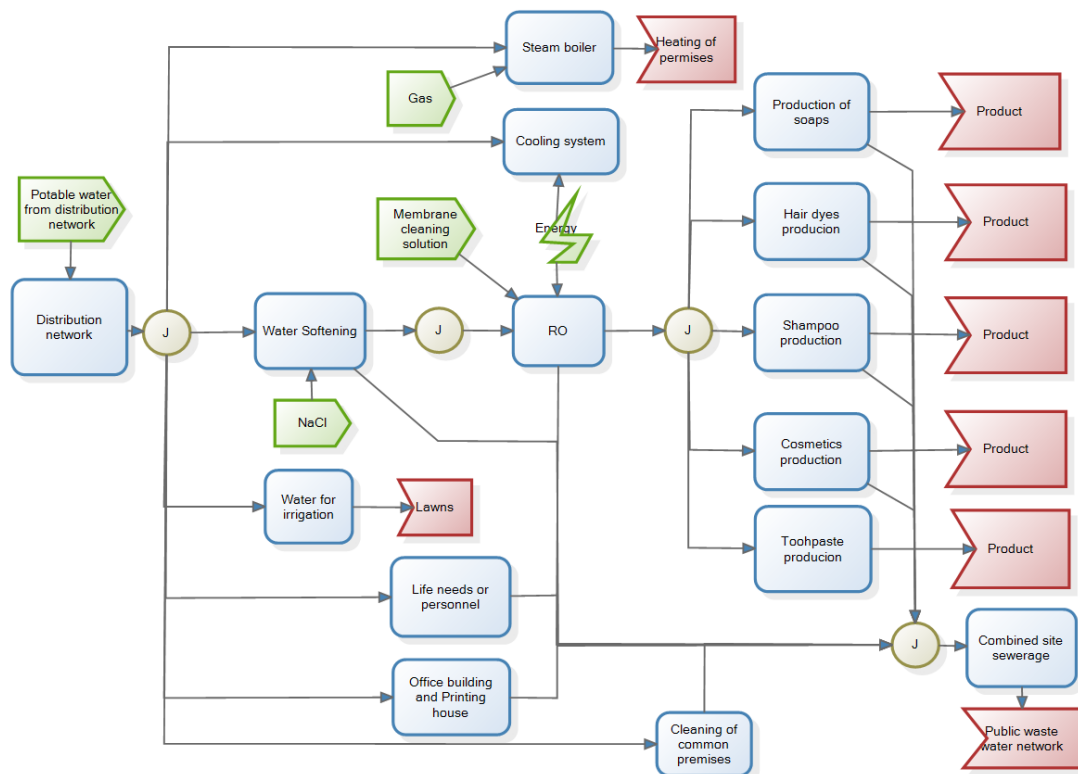 Steam boiler
Heating of
permises
Gas
Production of
soaps
Product
Cooling system
Potable water
from distribution
network
Membrane
cleaning
solution
Energy
Hair dyes
producion
Product
Distribution
network
J
Water Softening
J
RO
J
Shampoo
production
Product
NaCl
Cosmetics
production
Product
Water for
irrigation
Lawns
Toohpaste
producion
Product
Life needs or
personnel
J
Combined site
sewerage
Office building
and Printing
house
Cleaning of
common
premises
Public waste
water network